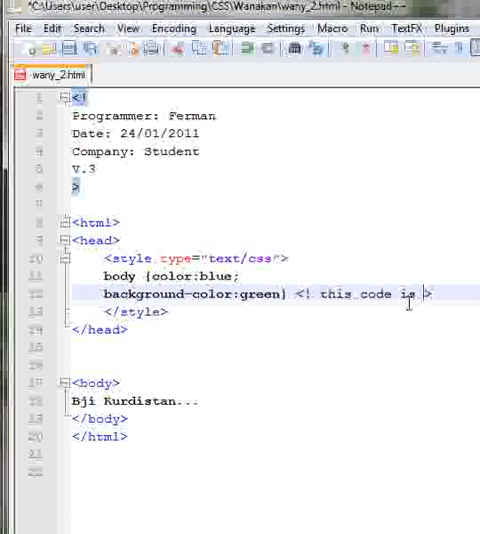 *C:\Users\user\Desktop\Programming\CSS\Wanakan\wany_2.html - Notepad++
File Edit Search View Encoding Language Settings Macro Run TextFX Plugins
wany_2.html
1 <!
2 Programmer: Ferman
3 Date: 24/01/2011
4 Company: Student
5 V.3
6 >
7
8 <html>
9 <head>
10 <style type="text/css">
11 body {color:blue;
12 background-color:green} <! this code is >
13 </style>
14 </head>
15
16
17 <body>
18 Bji Kurdistan...
19 </body>
20 </html>
21
22